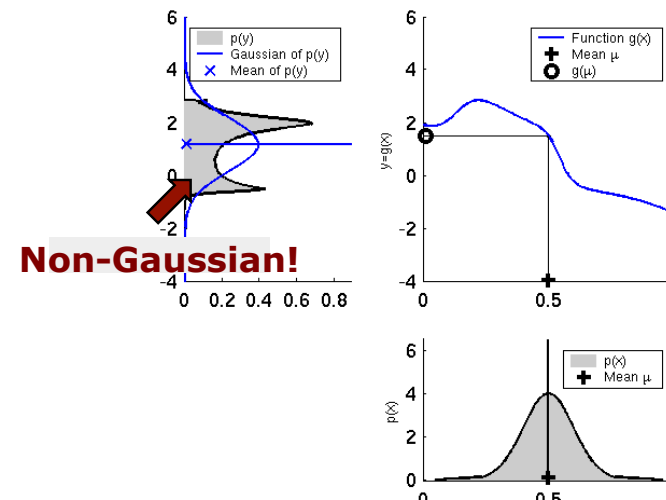 6
4
2
0
-2
-4
0 0.2 0.4 0.6 0.8
p(y)
Gaussian of p(y)
Mean of p(y)
Non-Gaussian!
6
4
2
0
-2
-4
0 0.5
y=g(x)
Function g(x)
Mean μ
g(μ)
6
4
2
0
0 0.5
p(x)
p(x)
Mean μ